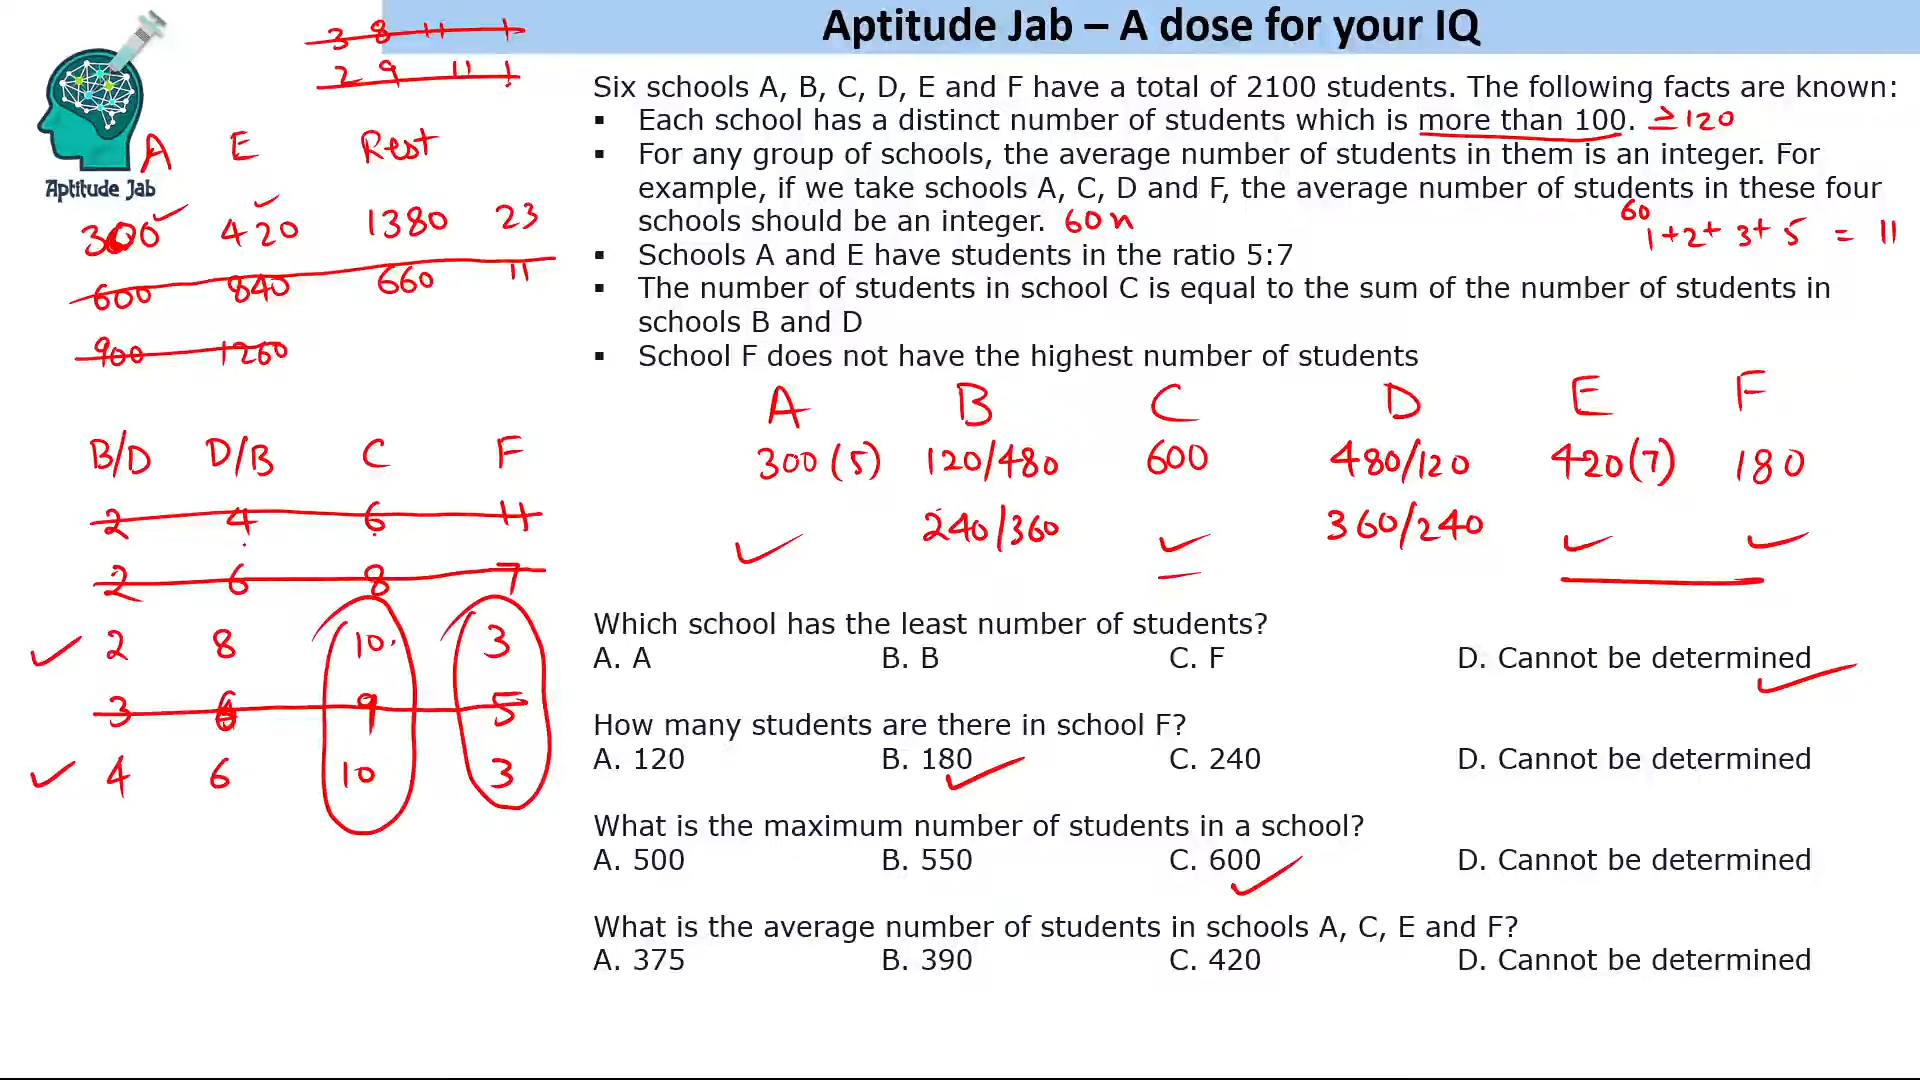 Aptitude Jab – A dose for your IQ
3 8 11 1
2 9 11 1
Aptitude Jab
Six schools A, B, C, D, E and F have a total of 2100 students. The following facts are known:
▪ Each school has a distinct number of students which is more than 100. ≥120
▪ For any group of schools, the average number of students in them is an integer. For
example, if we take schools A, C, D and F, the average number of students in these four
schools should be an integer. 60n
60
1+2+3+5 = 11
▪ Schools A and E have students in the ratio 5:7
▪ The number of students in school C is equal to the sum of the number of students in
schools B and D
▪ School F does not have the highest number of students
A E Rest
300 420 1380 23
600 840 660 11
900 1260
B/D D/B C F
2 4 6 11
2 6 8 7
2 8 10 3
3 6 9 5
4 6 10 3
A B C D E F
300 (5) 120/480 600 480/120 420(7) 180
240/360 360/240
Which school has the least number of students?
A. A B. B C. F D. Cannot be determined
How many students are there in school F?
A. 120 B. 180 C. 240 D. Cannot be determined
What is the maximum number of students in a school?
A. 500 B. 550 C. 600 D. Cannot be determined
What is the average number of students in schools A, C, E and F?
A. 375 B. 390 C. 420 D. Cannot be determined